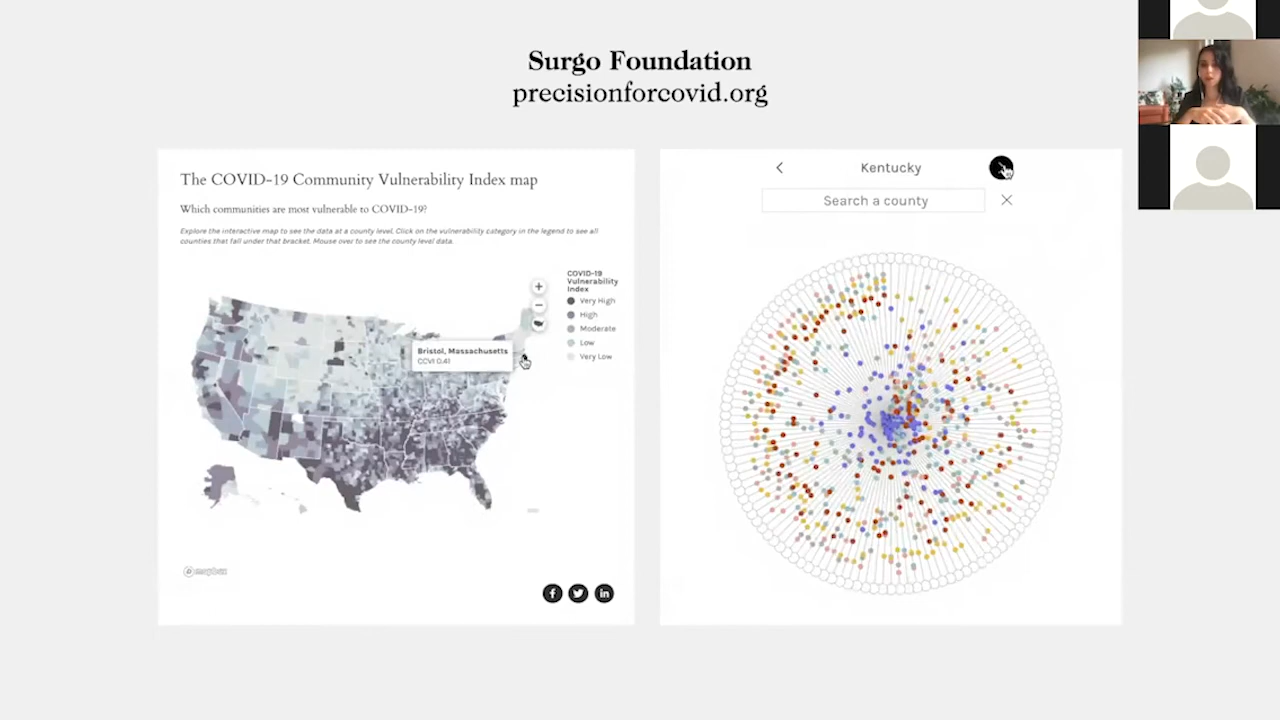 Surgo Foundation
precisionforcovid.org
The COVID-19 Community Vulnerability Index map
Which communities are most vulnerable to COVID-19?
Explore the interactive map to see the data at a county level. Click on the vulnerability category in the legend to see all
counties that fall under that bracket. Mouse over to see the county level data.
COVID-19
Vulnerability
Index
Very High
High
Moderate
Low
Very Low
Bristol, Massachusetts
CCVI 0.41
mapbox
Kentucky
Search a county